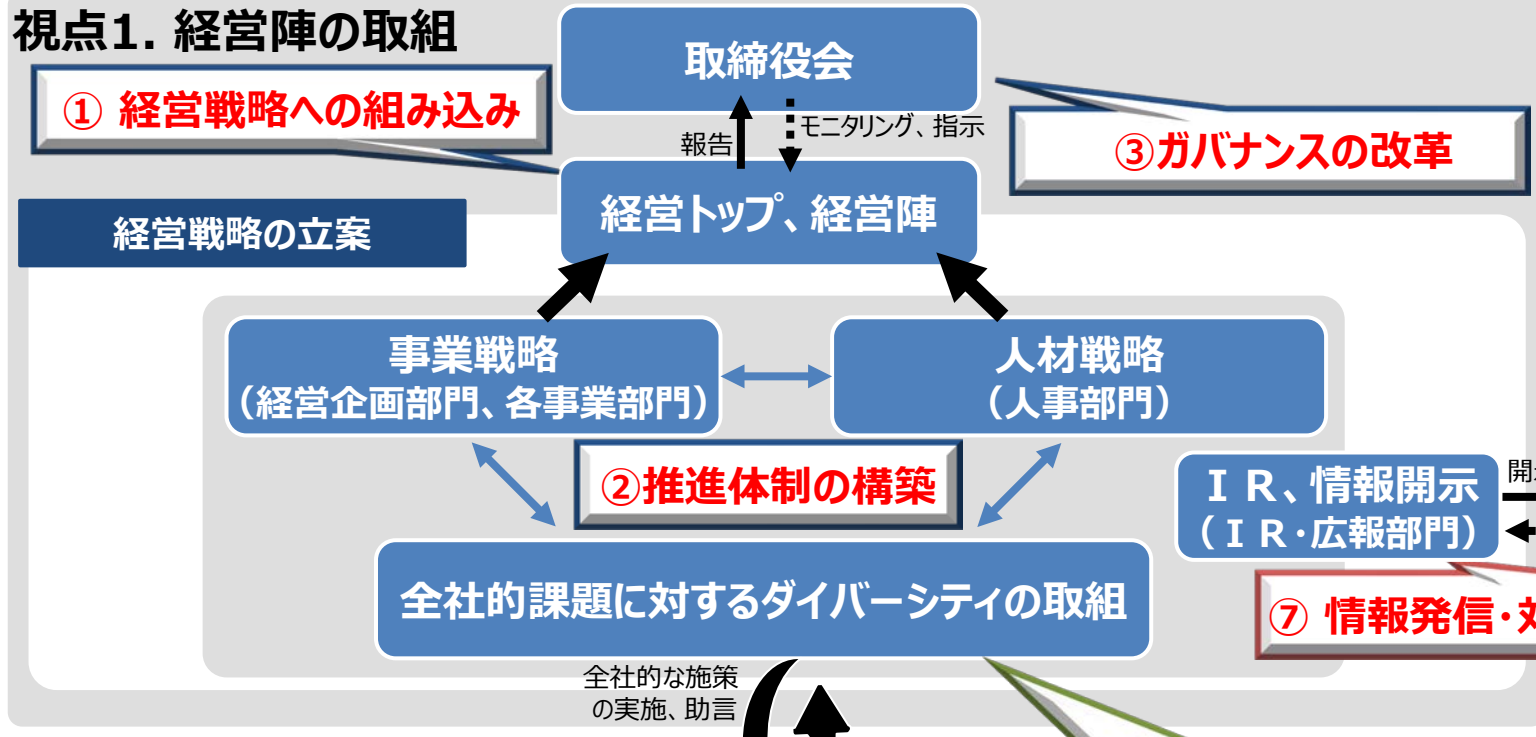 視点1. 経営陣の取組
取締役会
① 経営戦略への組み込み
報告
モニタリング、指示
③ガバナンスの改革
経営トップ、経営陣
経営戦略の立案
事業戦略
（経営企画部門、各事業部門）
人材戦略
（人事部門）
②推進体制の構築
ＩＲ、情報開示
（ＩＲ・広報部門）
開
全社的課題に対するダイバーシティの取組
⑦ 情報発信・
全社的な施策
の実施、助言